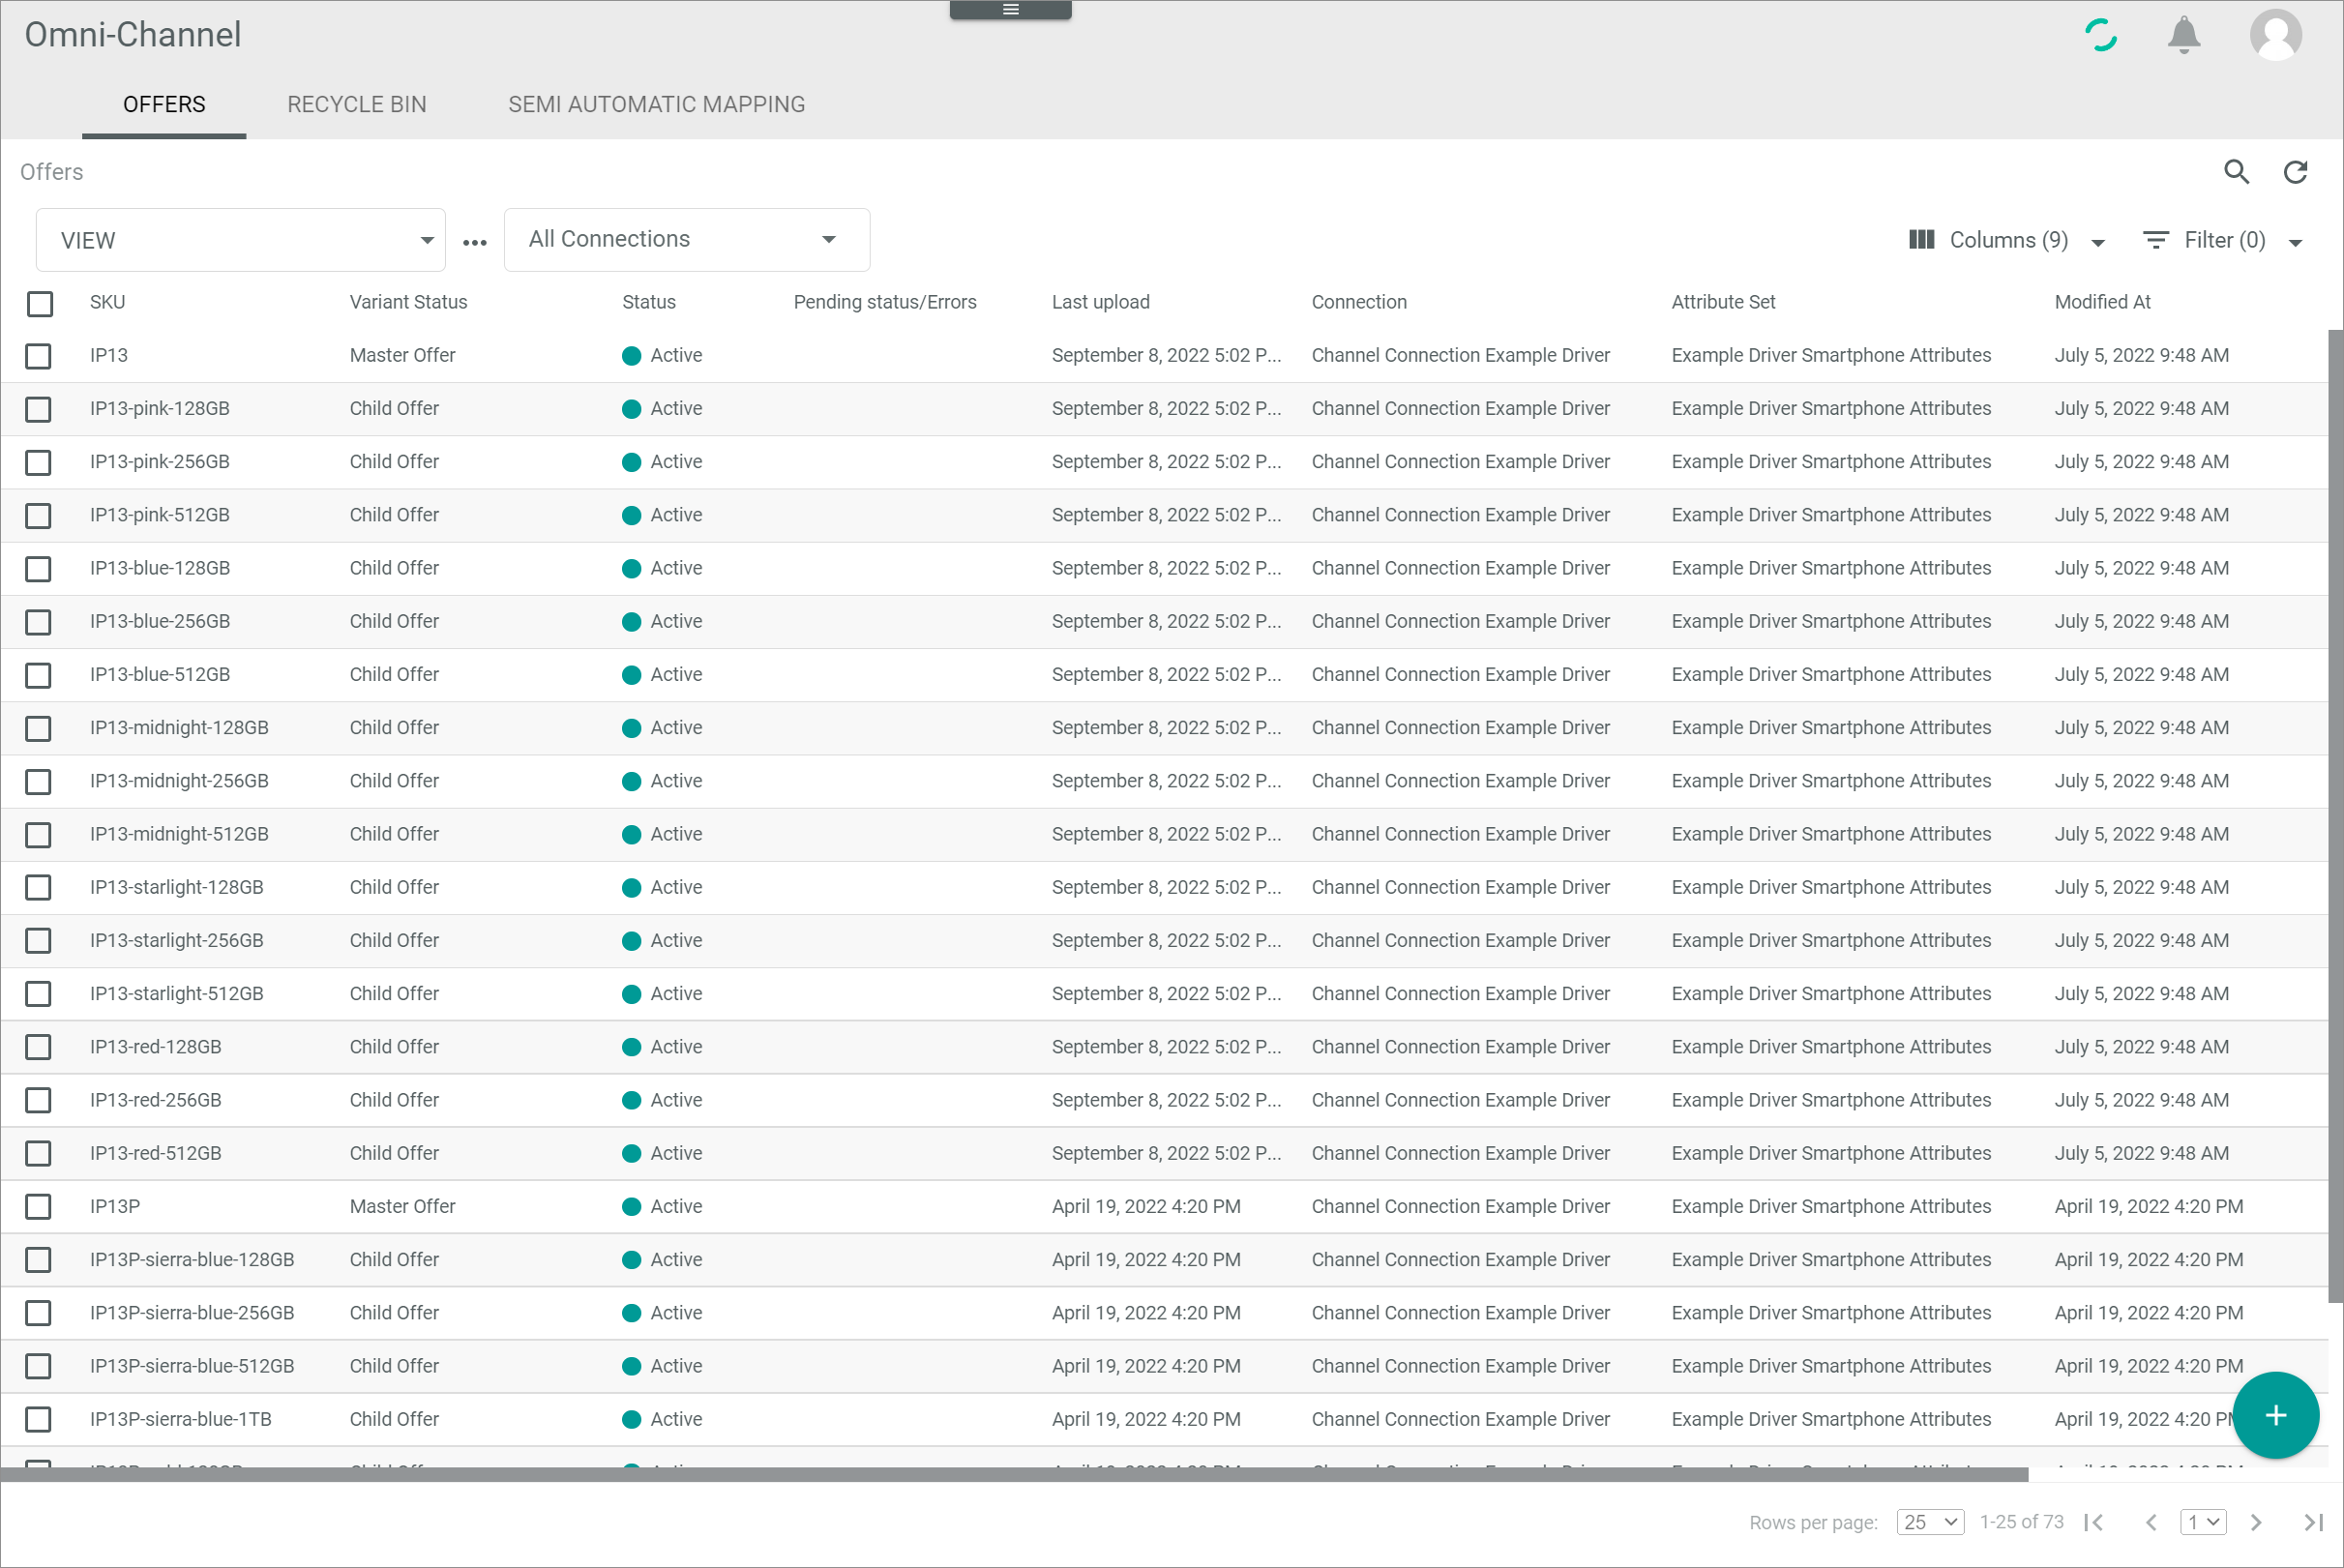 Omni-Channel
OFFERS RECYCLE BIN SEMI AUTOMATIC MAPPING
Offers
VIEW All Connections Columns (9) Filter (0)
SKU Variant Status Status Pending status/Errors Last upload Connection Attribute Set Modified At
IP13 Master Offer Active September 8, 2022 5:02 P... Channel Connection Example Driver Example Driver Smartphone Attributes July 5, 2022 9:48 AM
IP13-pink-128GB Child Offer Active September 8, 2022 5:02 P... Channel Connection Example Driver Example Driver Smartphone Attributes July 5, 2022 9:48 AM
IP13-pink-256GB Child Offer Active September 8, 2022 5:02 P... Channel Connection Example Driver Example Driver Smartphone Attributes July 5, 2022 9:48 AM
IP13-pink-512GB Child Offer Active September 8, 2022 5:02 P... Channel Connection Example Driver Example Driver Smartphone Attributes July 5, 2022 9:48 AM
IP13-blue-128GB Child Offer Active September 8, 2022 5:02 P... Channel Connection Example Driver Example Driver Smartphone Attributes July 5, 2022 9:48 AM
IP13-blue-256GB Child Offer Active September 8, 2022 5:02 P... Channel Connection Example Driver Example Driver Smartphone Attributes July 5, 2022 9:48 AM
IP13-blue-512GB Child Offer Active September 8, 2022 5:02 P... Channel Connection Example Driver Example Driver Smartphone Attributes July 5, 2022 9:48 AM
IP13-midnight-128GB Child Offer Active September 8, 2022 5:02 P... Channel Connection Example Driver Example Driver Smartphone Attributes July 5, 2022 9:48 AM
IP13-midnight-256GB Child Offer Active September 8, 2022 5:02 P... Channel Connection Example Driver Example Driver Smartphone Attributes July 5, 2022 9:48 AM
IP13-midnight-512GB Child Offer Active September 8, 2022 5:02 P... Channel Connection Example Driver Example Driver Smartphone Attributes July 5, 2022 9:48 AM
IP13-starlight-128GB Child Offer Active September 8, 2022 5:02 P... Channel Connection Example Driver Example Driver Smartphone Attributes July 5, 2022 9:48 AM
IP13-starlight-256GB Child Offer Active September 8, 2022 5:02 P... Channel Connection Example Driver Example Driver Smartphone Attributes July 5, 2022 9:48 AM
IP13-starlight-512GB Child Offer Active September 8, 2022 5:02 P... Channel Connection Example Driver Example Driver Smartphone Attributes July 5, 2022 9:48 AM
IP13-red-128GB Child Offer Active September 8, 2022 5:02 P... Channel Connection Example Driver Example Driver Smartphone Attributes July 5, 2022 9:48 AM
IP13-red-256GB Child Offer Active September 8, 2022 5:02 P... Channel Connection Example Driver Example Driver Smartphone Attributes July 5, 2022 9:48 AM
IP13-red-512GB Child Offer Active September 8, 2022 5:02 P... Channel Connection Example Driver Example Driver Smartphone Attributes July 5, 2022 9:48 AM
IP13P Master Offer Active April 19, 2022 4:20 PM Channel Connection Example Driver Example Driver Smartphone Attributes April 19, 2022 4:20 PM
IP13P-sierra-blue-128GB Child Offer Active April 19, 2022 4:20 PM Channel Connection Example Driver Example Driver Smartphone Attributes April 19, 2022 4:20 PM
IP13P-sierra-blue-256GB Child Offer Active April 19, 2022 4:20 PM Channel Connection Example Driver Example Driver Smartphone Attributes April 19, 2022 4:20 PM
IP13P-sierra-blue-512GB Child Offer Active April 19, 2022 4:20 PM Channel Connection Example Driver Example Driver Smartphone Attributes April 19, 2022 4:20 PM
IP13P-sierra-blue-1TB Child Offer Active April 19, 2022 4:20 PM Channel Connection Example Driver Example Driver Smartphone Attributes April 19, 2022 4:20 PM
Rows per page: 25 1-25 of 73 1